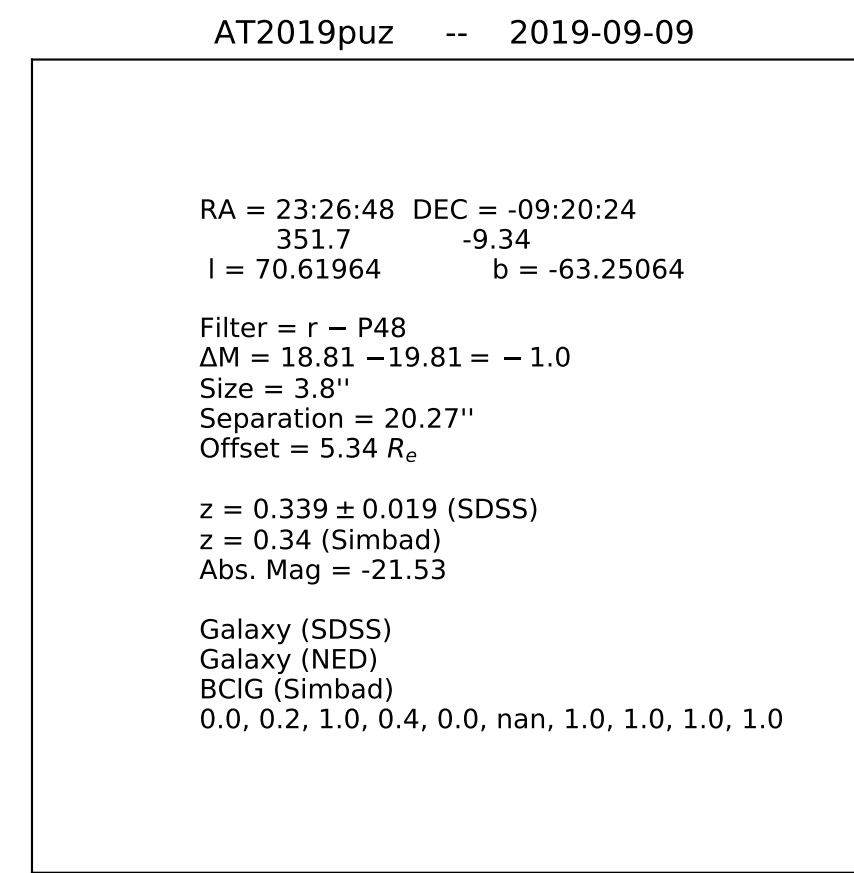 AT2019puz -- 2019-09-09
RA = 23:26:48 DEC = -09:20:24
351.7 -9.34
l = 70.61964 b = -63.25064
Filter = r − P48
ΔM = 18.81 −19.81 = − 1.0
Size = 3.8''
Separation = 20.27''
Offset = 5.34 Re
z = 0.339 ± 0.019 (SDSS)
z = 0.34 (Simbad)
Abs. Mag = -21.53
Galaxy (SDSS)
Galaxy (NED)
BClG (Simbad)
0.0, 0.2, 1.0, 0.4, 0.0, nan, 1.0, 1.0, 1.0, 1.0